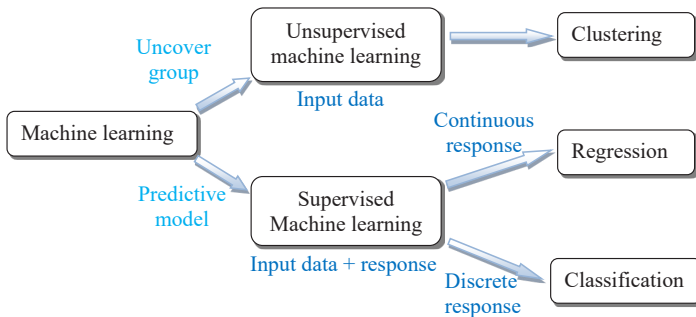 Uncover
group
Unsupervised
machine learning
Clustering
Input data
Machine learning
Continuous
response
Regression
Predictive
model
Supervised
Machine learning
Input data + response
Discrete
response
Classification